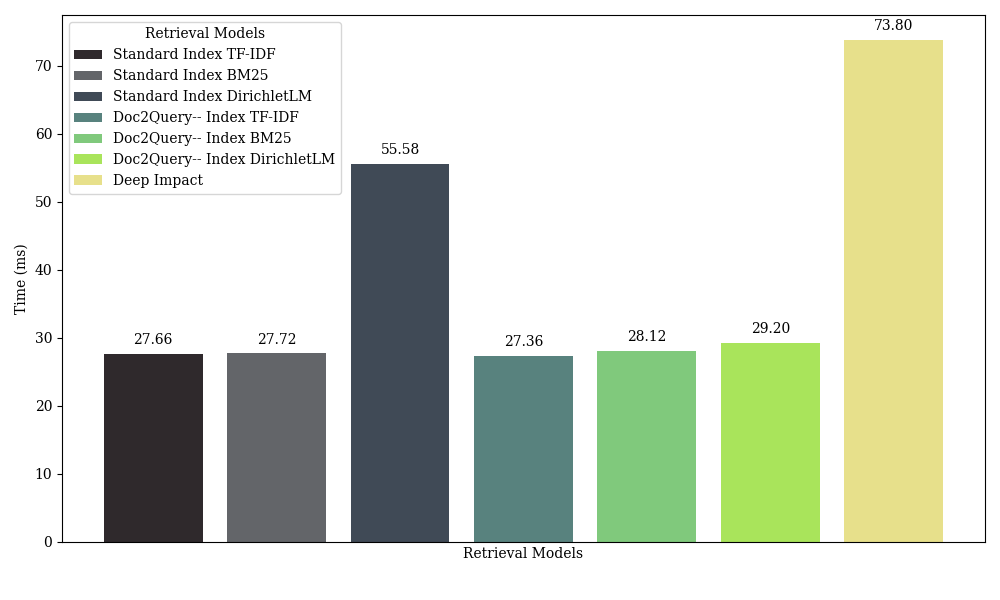 Retrieval Models
Standard Index TF-IDF
Standard Index BM25
Standard Index DirichletLM
Doc2Query-- Index TF-IDF
Doc2Query-- Index BM25
Doc2Query-- Index DirichletLM
Deep Impact
73.80
55.58
27.66
27.72
27.36
28.12
29.20
Time (ms)
70
60
50
40
30
20
10
0
Retrieval Models